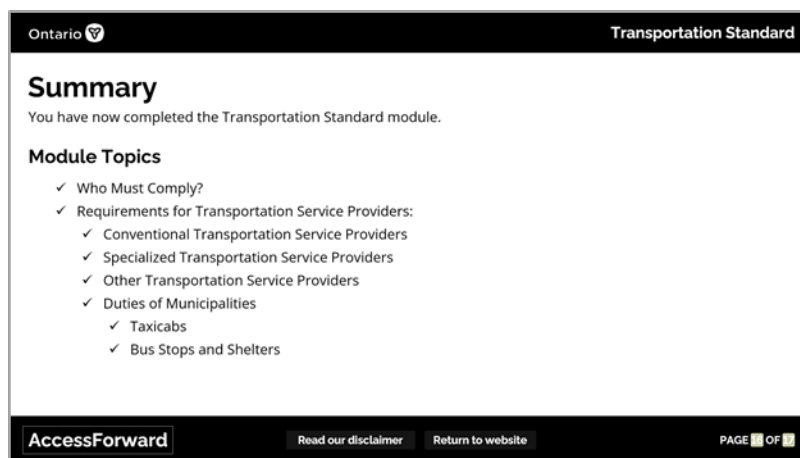 Ontario
Transportation Standard
Summary
You have now completed the Transportation Standard module.
Module Topics
✓ Who Must Comply?
✓ Requirements for Transportation Service Providers:
✓ Conventional Transportation Service Providers
✓ Specialized Transportation Service Providers
✓ Other Transportation Service Providers
✓ Duties of Municipalities
✓ Taxicabs
✓ Bus Stops and Shelters
AccessForward
Read our disclaimer
Return to website
PAGE 16 OF 17